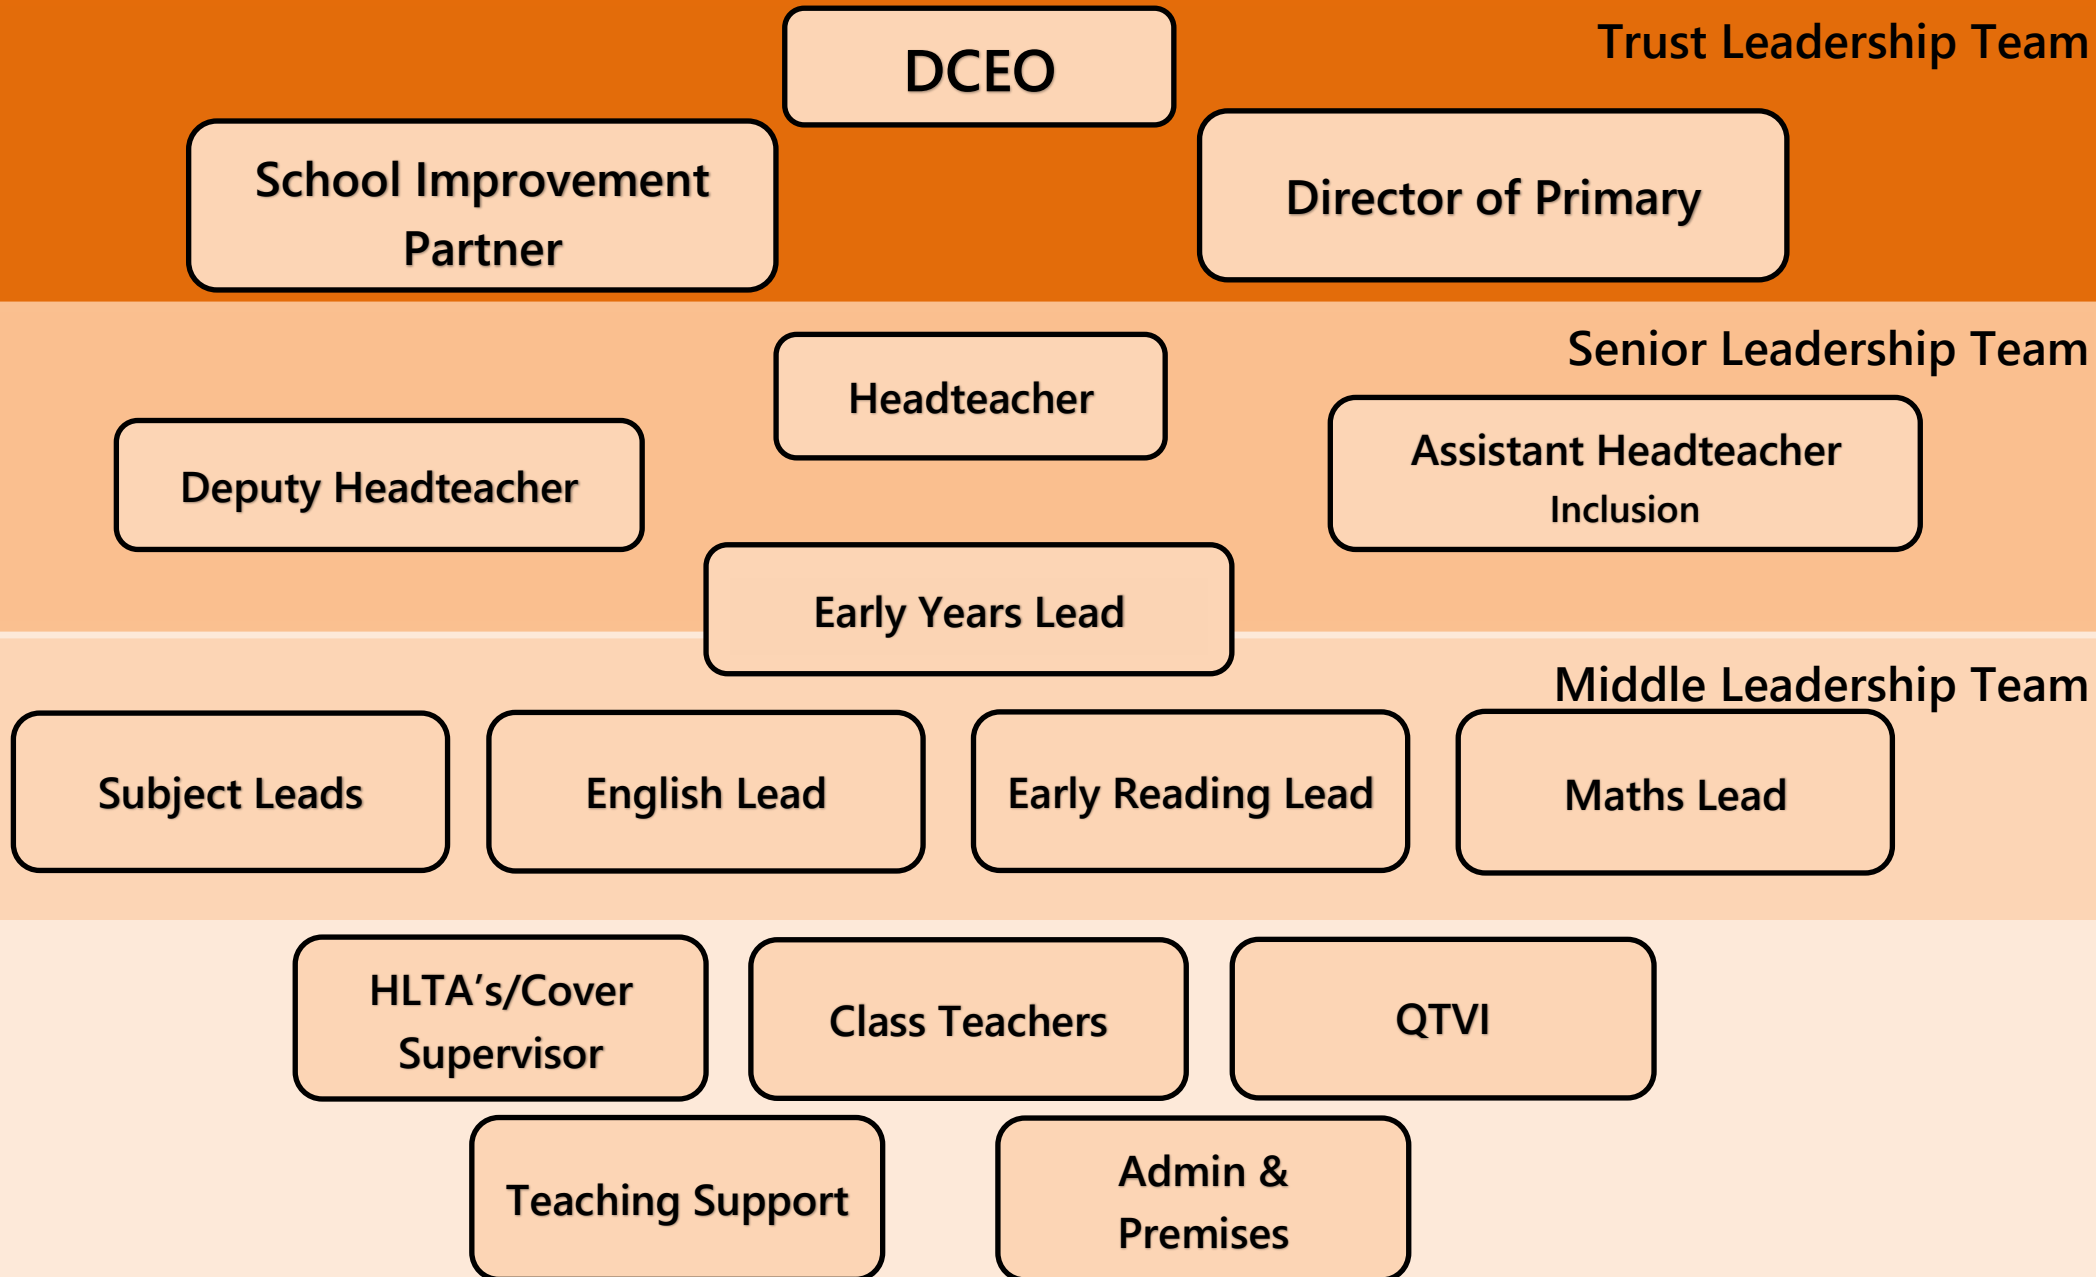 Trust Leadership Team
DCEO
School Improvement
Partner
Director of Primary
Senior Leadership Team
Headteacher
Deputy Headteacher
Assistant Headteacher
Inclusion
Early Years Lead
Middle Leadership Team
Subject Leads
English Lead
Early Reading Lead
Maths Lead
HLTA’s/Cover
Supervisor
Class Teachers
QTVI
Teaching Support
Admin &
Premises